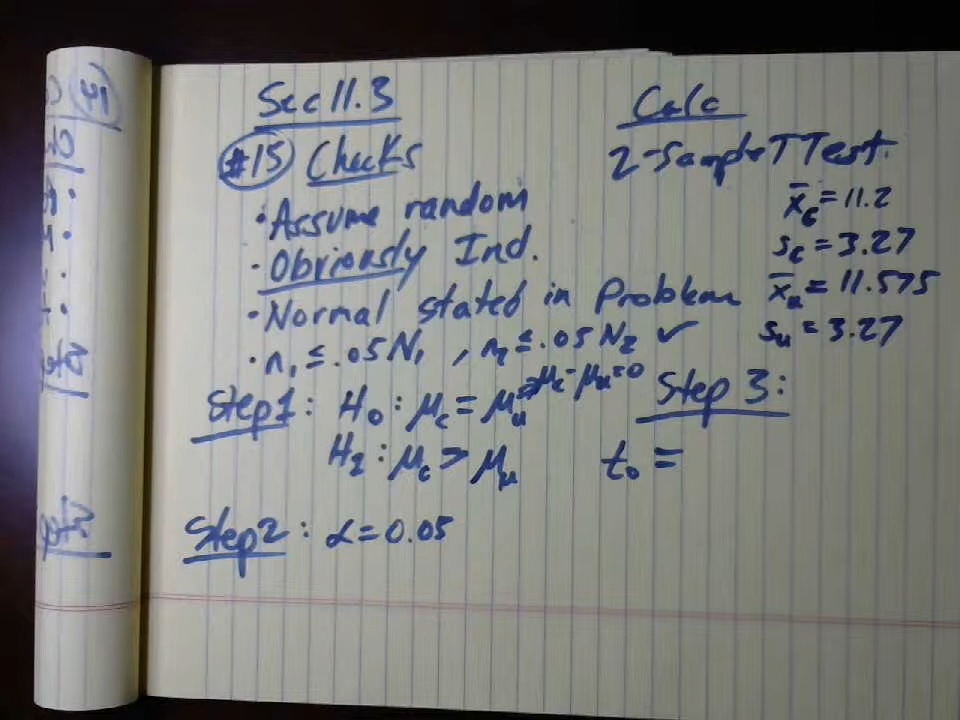 Sec 11.3
#15 Checks
• Assume random
• Obviously Ind.
• Normal stated in Problem
• n₁ ≤ .05N₁ , n₂ ≤ .05N₂ ✓
Step1: H₀: μc = μu ⇒ μc - μu = 0
H₁: μc > μu
Step2: α = 0.05
Calc
2-Sample T Test
x̄c = 11.2
sc = 3.27
x̄u = 11.575
su = 3.27
Step 3:
t₀ =